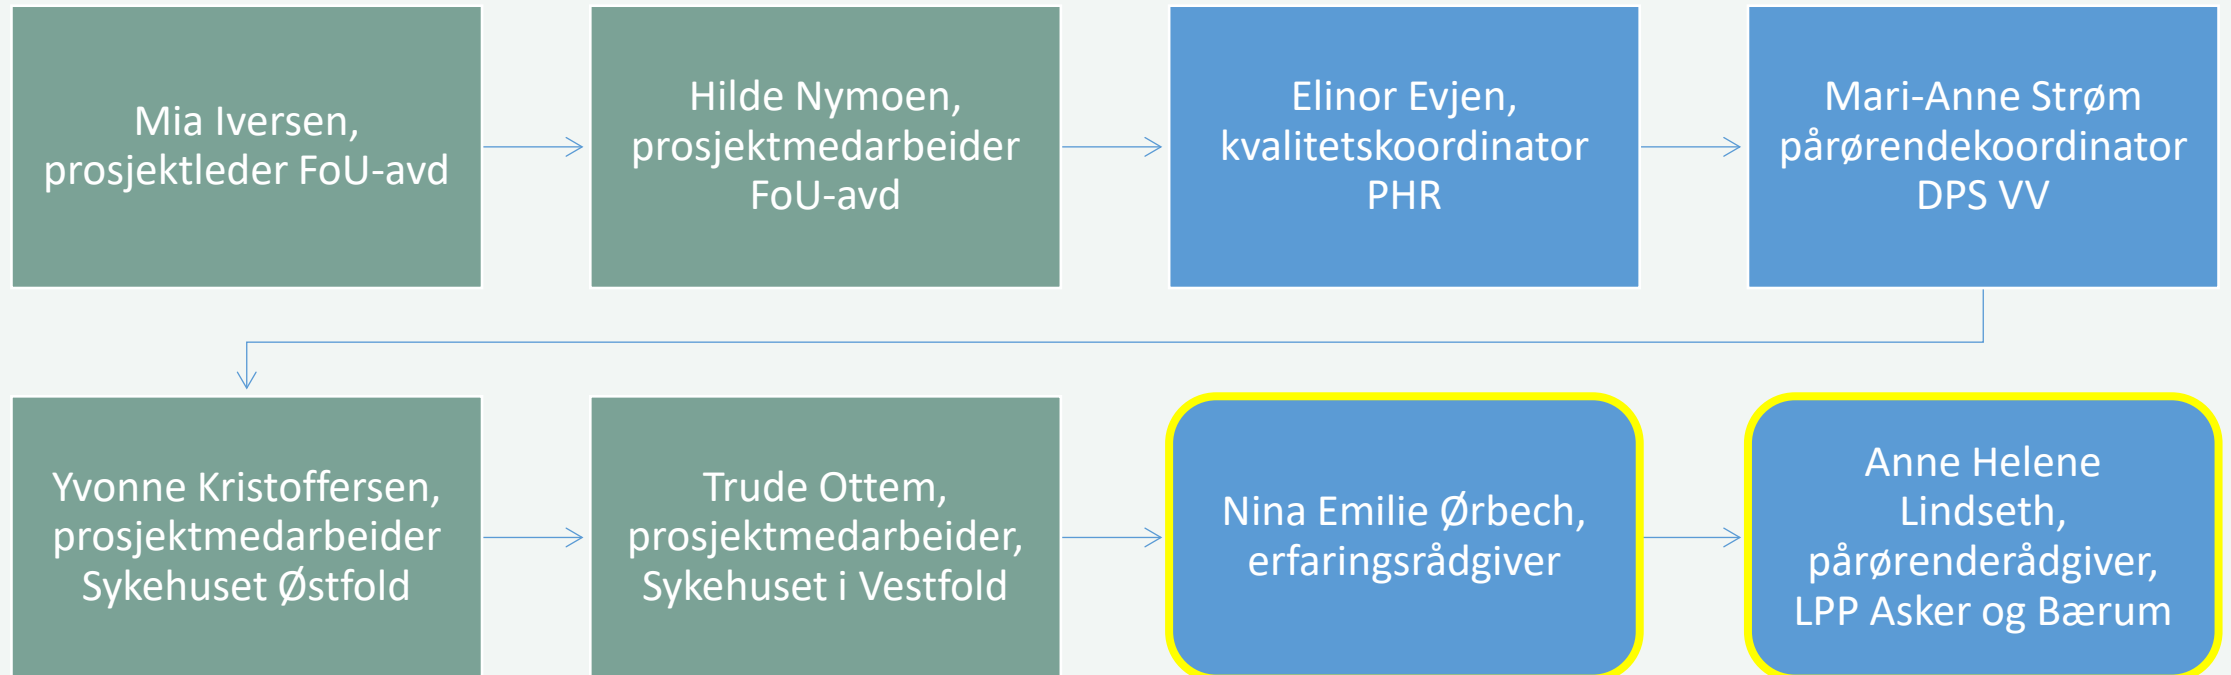 Mia Iversen,
prosjektleder FoU-avd
Hilde Nymoen,
prosjektmedarbeider
FoU-avd
Elinor Evjen,
kvalitetskoordinator
PHR
Mari-Anne Strøm
pårørendekoordinator
DPS VV
Yvonne Kristoffersen,
prosjektmedarbeider
Sykehuset Østfold
Trude Ottem,
prosjektmedarbeider,
Sykehuset i Vestfold
Nina Emilie Ørbech,
erfaringsrådgiver
Anne Helene
Lindseth,
pårørenderådgiver,
LPP Asker og Bærum